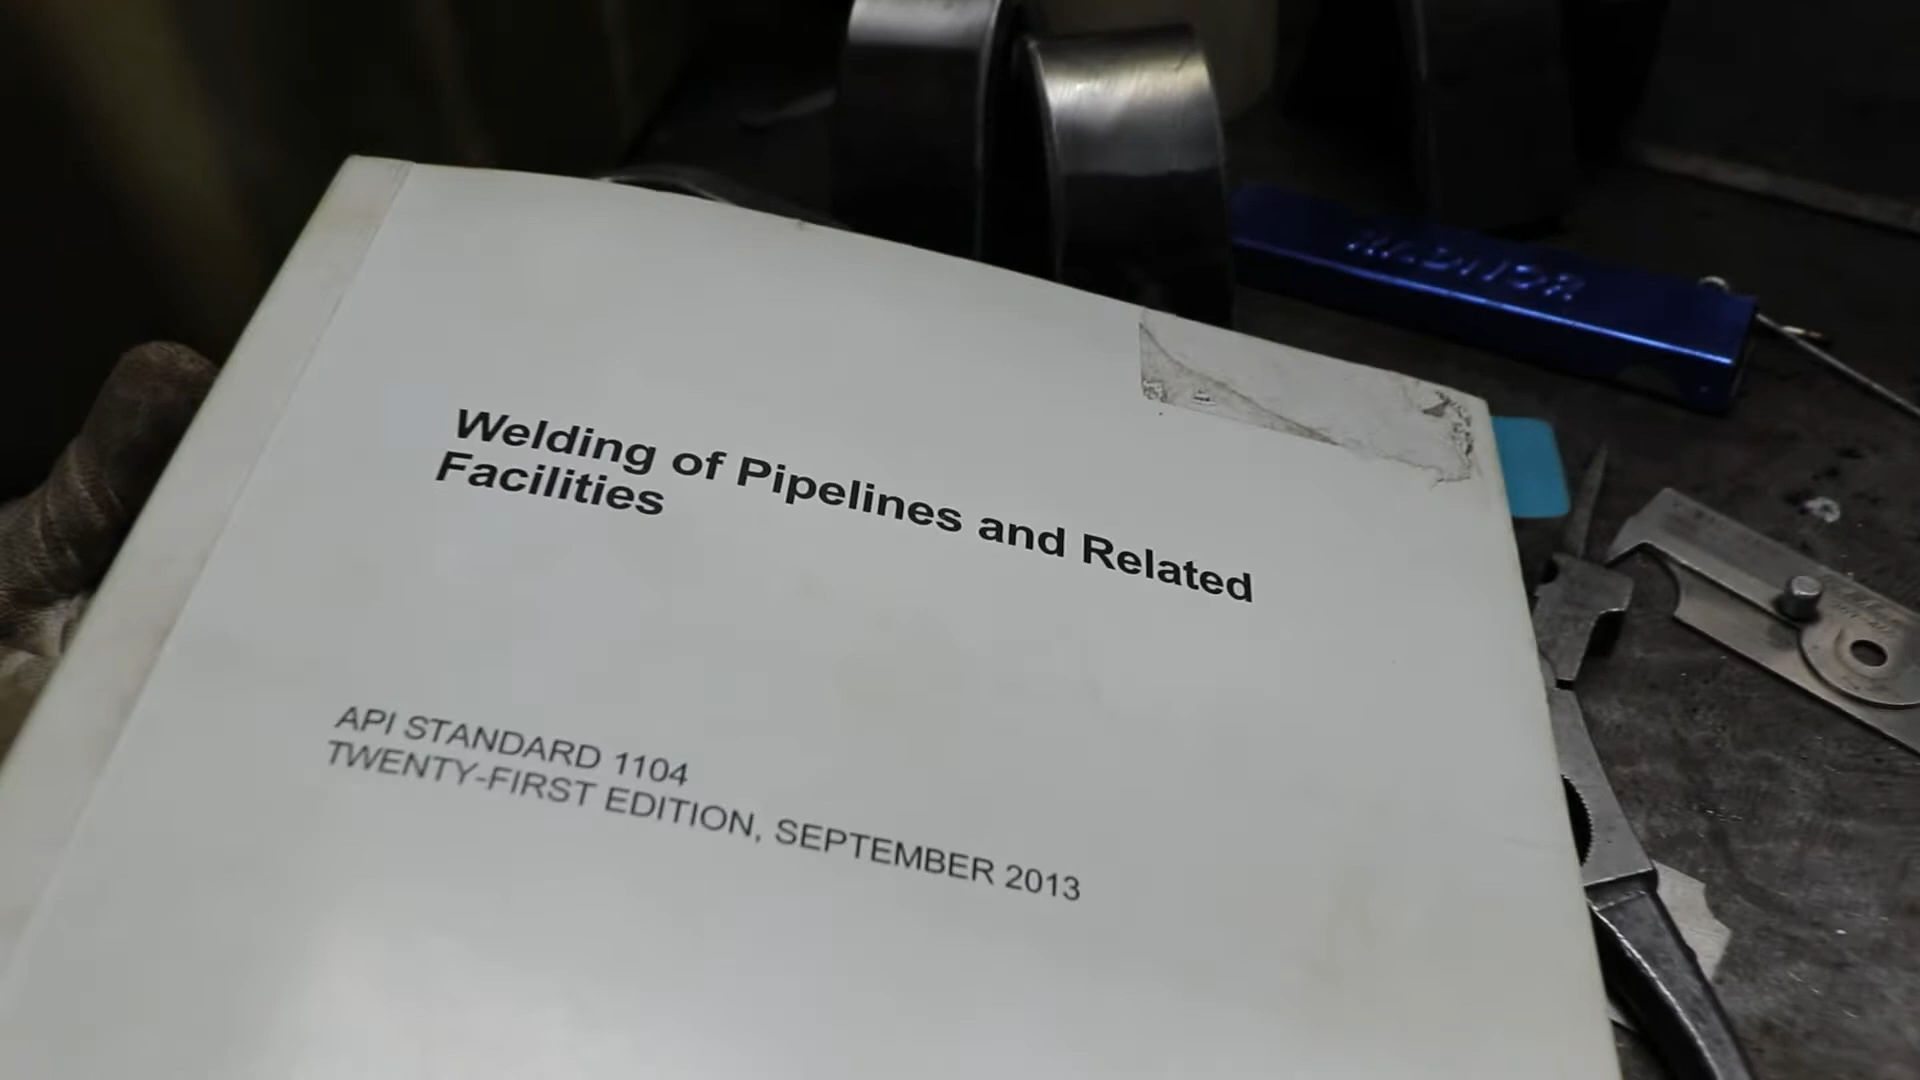 Welding of Pipelines and Related
Facilities
API STANDARD 1104
TWENTY-FIRST EDITION, SEPTEMBER 2013